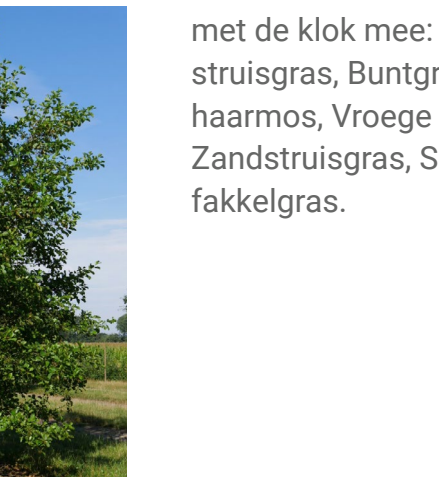 met de klok mee:
struisgras, Buntgr
haarmos, Vroege
Zandstruisgras, S
fakkelgras.